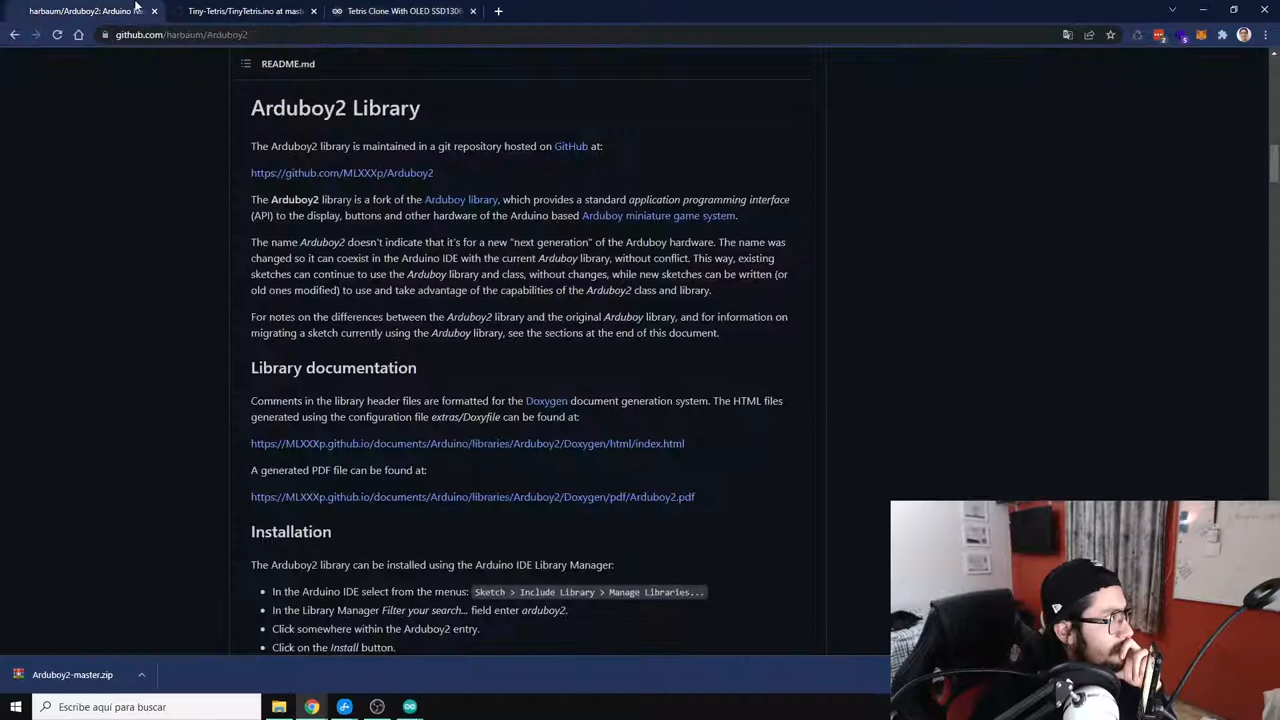 harbaum/Arduboy2: Arduino
Tiny-Tetris/TinyTetris.ino at mast
Tetris Clone With OLED SSD1306
github.com/harbaum/Arduboy2
README.md
Arduboy2 Library
The Arduboy2 library is maintained in a git repository hosted on GitHub at:
https://github.com/MLXXXp/Arduboy2
The Arduboy2 library is a fork of the Arduboy library, which provides a standard application programming interface
(API) to the display, buttons and other hardware of the Arduino based Arduboy miniature game system.
The name Arduboy2 doesn't indicate that it's for a new "next generation" of the Arduboy hardware. The name was
changed so it can coexist in the Arduino IDE with the current Arduboy library, without conflict. This way, existing
sketches can continue to use the Arduboy library and class, without changes, while new sketches can be written (or
old ones modified) to use and take advantage of the capabilities of the Arduboy2 class and library.
For notes on the differences between the Arduboy2 library and the original Arduboy library, and for information on
migrating a sketch currently using the Arduboy library, see the sections at the end of this document.
Library documentation
Comments in the library header files are formatted for the Doxygen document generation system. The HTML files
generated using the configuration file extras/Doxyfile can be found at:
https://MLXXXp.github.io/documents/Arduino/libraries/Arduboy2/Doxygen/html/index.html
A generated PDF file can be found at:
https://MLXXXp.github.io/documents/Arduino/libraries/Arduboy2/Doxygen/pdf/Arduboy2.pdf
Installation
The Arduboy2 library can be installed using the Arduino IDE Library Manager:
In the Arduino IDE select from the menus: Sketch > Include Library > Manage Libraries...
In the Library Manager Filter your search... field enter arduboy2.
Click somewhere within the Arduboy2 entry.
Click on the Install button.
Arduboy2-master.zip
Escribe aquí para buscar